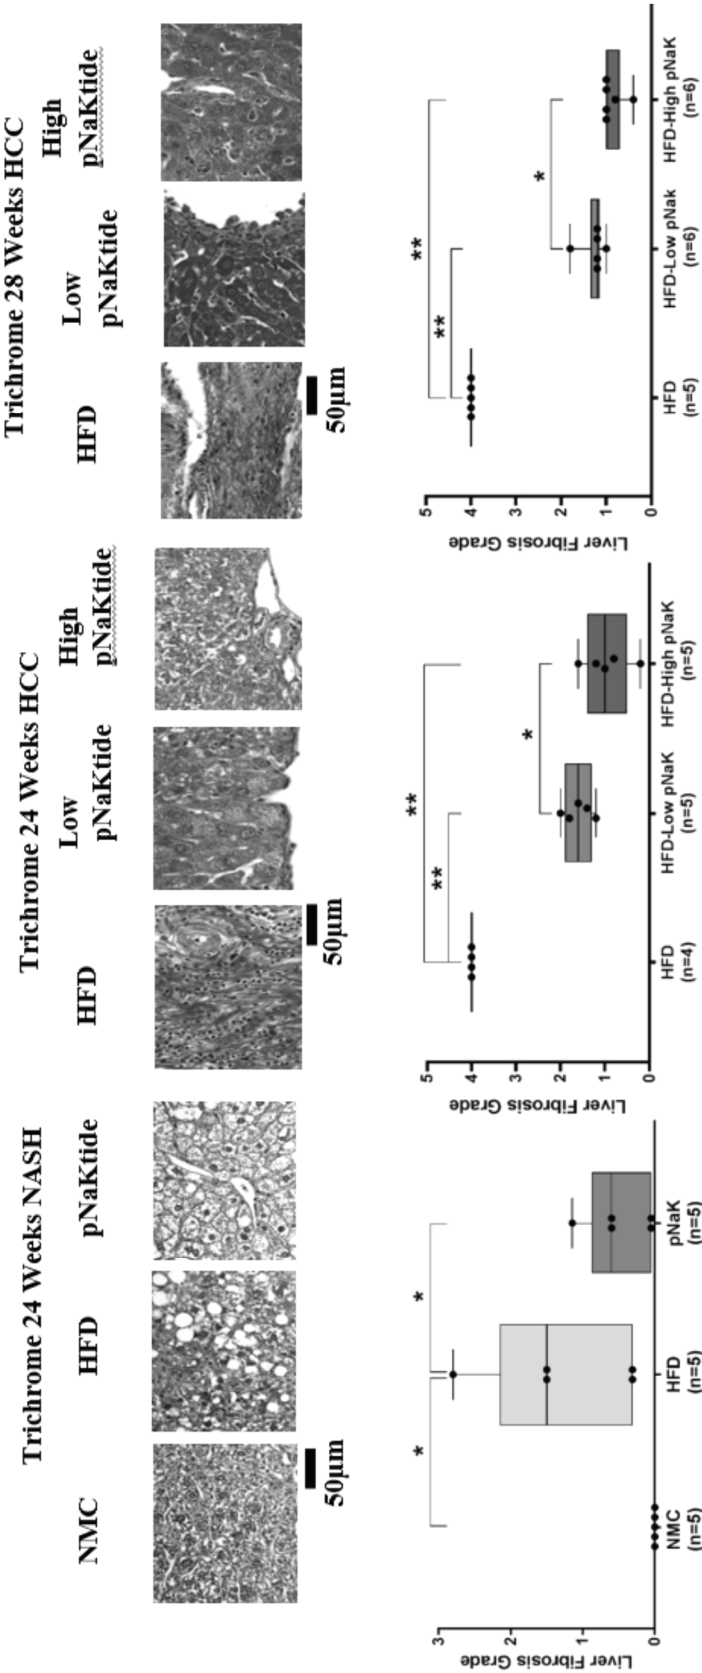 Trichrome 24 Weeks NASH
NMC
HFD
pNaKtide
50μm
Liver Fibrosis Grade
3
2
1
0
*
*
NMC
(n=5)
HFD
(n=5)
pNaK
(n=5)
Trichrome 24 Weeks HCC
HFD
Low
pNaKtide
High
pNaKtide
50μm
Liver Fibrosis Grade
5
4
3
2
1
0
**
**
*
HFD
(n=4)
HFD-Low pNaK
(n=5)
HFD-High pNaK
(n=5)
Trichrome 28 Weeks HCC
HFD
Low
pNaKtide
High
pNaKtide
50μm
Liver Fibrosis Grade
5
4
3
2
1
0
**
**
*
HFD
(n=5)
HFD-Low pNak
(n=6)
HFD-High pNaK
(n=6)